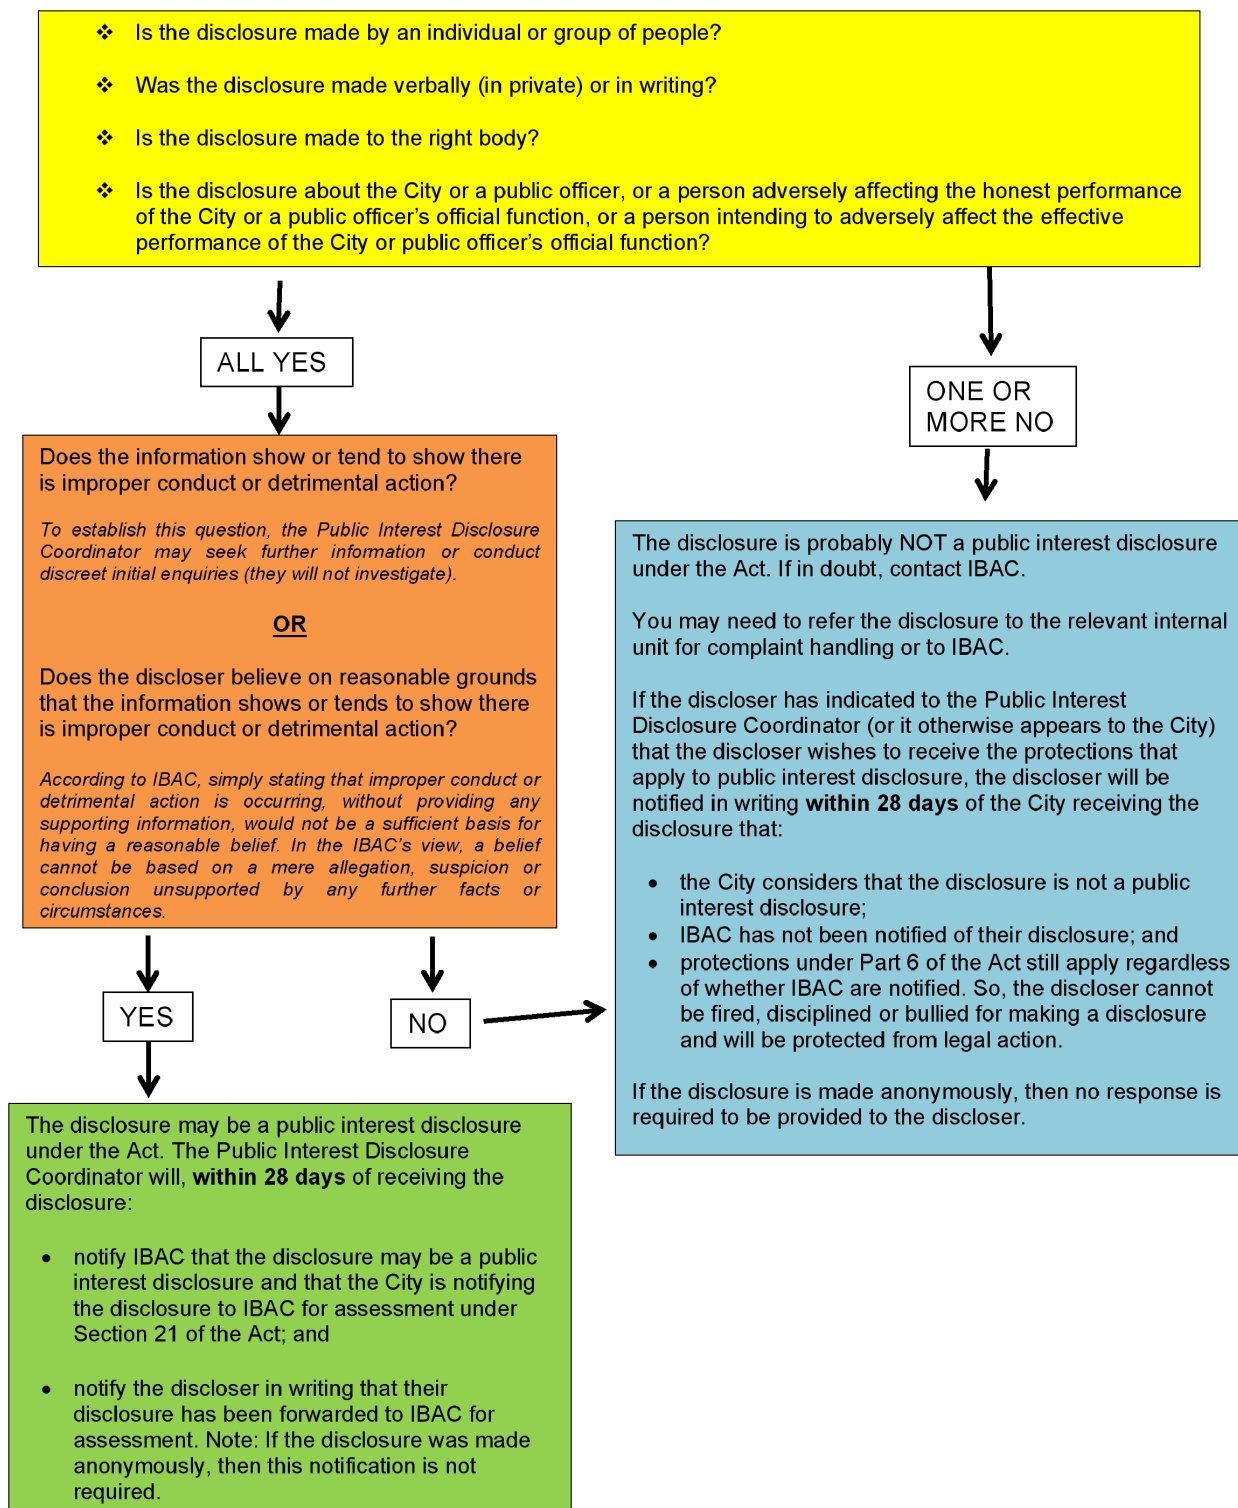 ❖ Is the disclosure made by an individual or group of people?
❖ Was the disclosure made verbally (in private) or in writing?
❖ Is the disclosure made to the right body?
❖ Is the disclosure about the City or a public officer, or a person adversely affecting the honest performance
of the City or a public officer's official function, or a person intending to adversely affect the effective
performance of the City or public officer's official function?
ALL YES
ONE OR
MORE NO
Does the information show or tend to show there
is improper conduct or detrimental action?
To establish this question, the Public Interest Disclosure
Coordinator may seek further information or conduct
discreet initial enquiries (they will not investigate).
OR
Does the discloser believe on reasonable grounds
that the information shows or tends to show there
is improper conduct or detrimental action?
According to IBAC, simply stating that improper conduct or
detrimental action is occurring, without providing any
supporting information, would not be a sufficient basis for
having a reasonable belief. In the IBAC's view, a belief
cannot be based on a mere allegation, suspicion or
conclusion unsupported by any further facts or
circumstances.
YES
NO
The disclosure is probably NOT a public interest disclosure
under the Act. If in doubt, contact IBAC.
You may need to refer the disclosure to the relevant internal
unit for complaint handling or to IBAC.
If the discloser has indicated to the Public Interest
Disclosure Coordinator (or it otherwise appears to the City)
that the discloser wishes to receive the protections that
apply to public interest disclosure, the discloser will be
notified in writing within 28 days of the City receiving the
disclosure that:
• the City considers that the disclosure is not a public
interest disclosure;
• IBAC has not been notified of their disclosure; and
• protections under Part 6 of the Act still apply regardless
of whether IBAC are notified. So, the discloser cannot
be fired, disciplined or bullied for making a disclosure
and will be protected from legal action.
If the disclosure is made anonymously, then no response is
required to be provided to the discloser.
The disclosure may be a public interest disclosure
under the Act. The Public Interest Disclosure
Coordinator will, within 28 days of receiving the
disclosure:
• notify IBAC that the disclosure may be a public
interest disclosure and that the City is notifying
the disclosure to IBAC for assessment under
Section 21 of the Act; and
• notify the discloser in writing that their
disclosure has been forwarded to IBAC for
assessment. Note: If the disclosure was made
anonymously, then this notification is not
required.